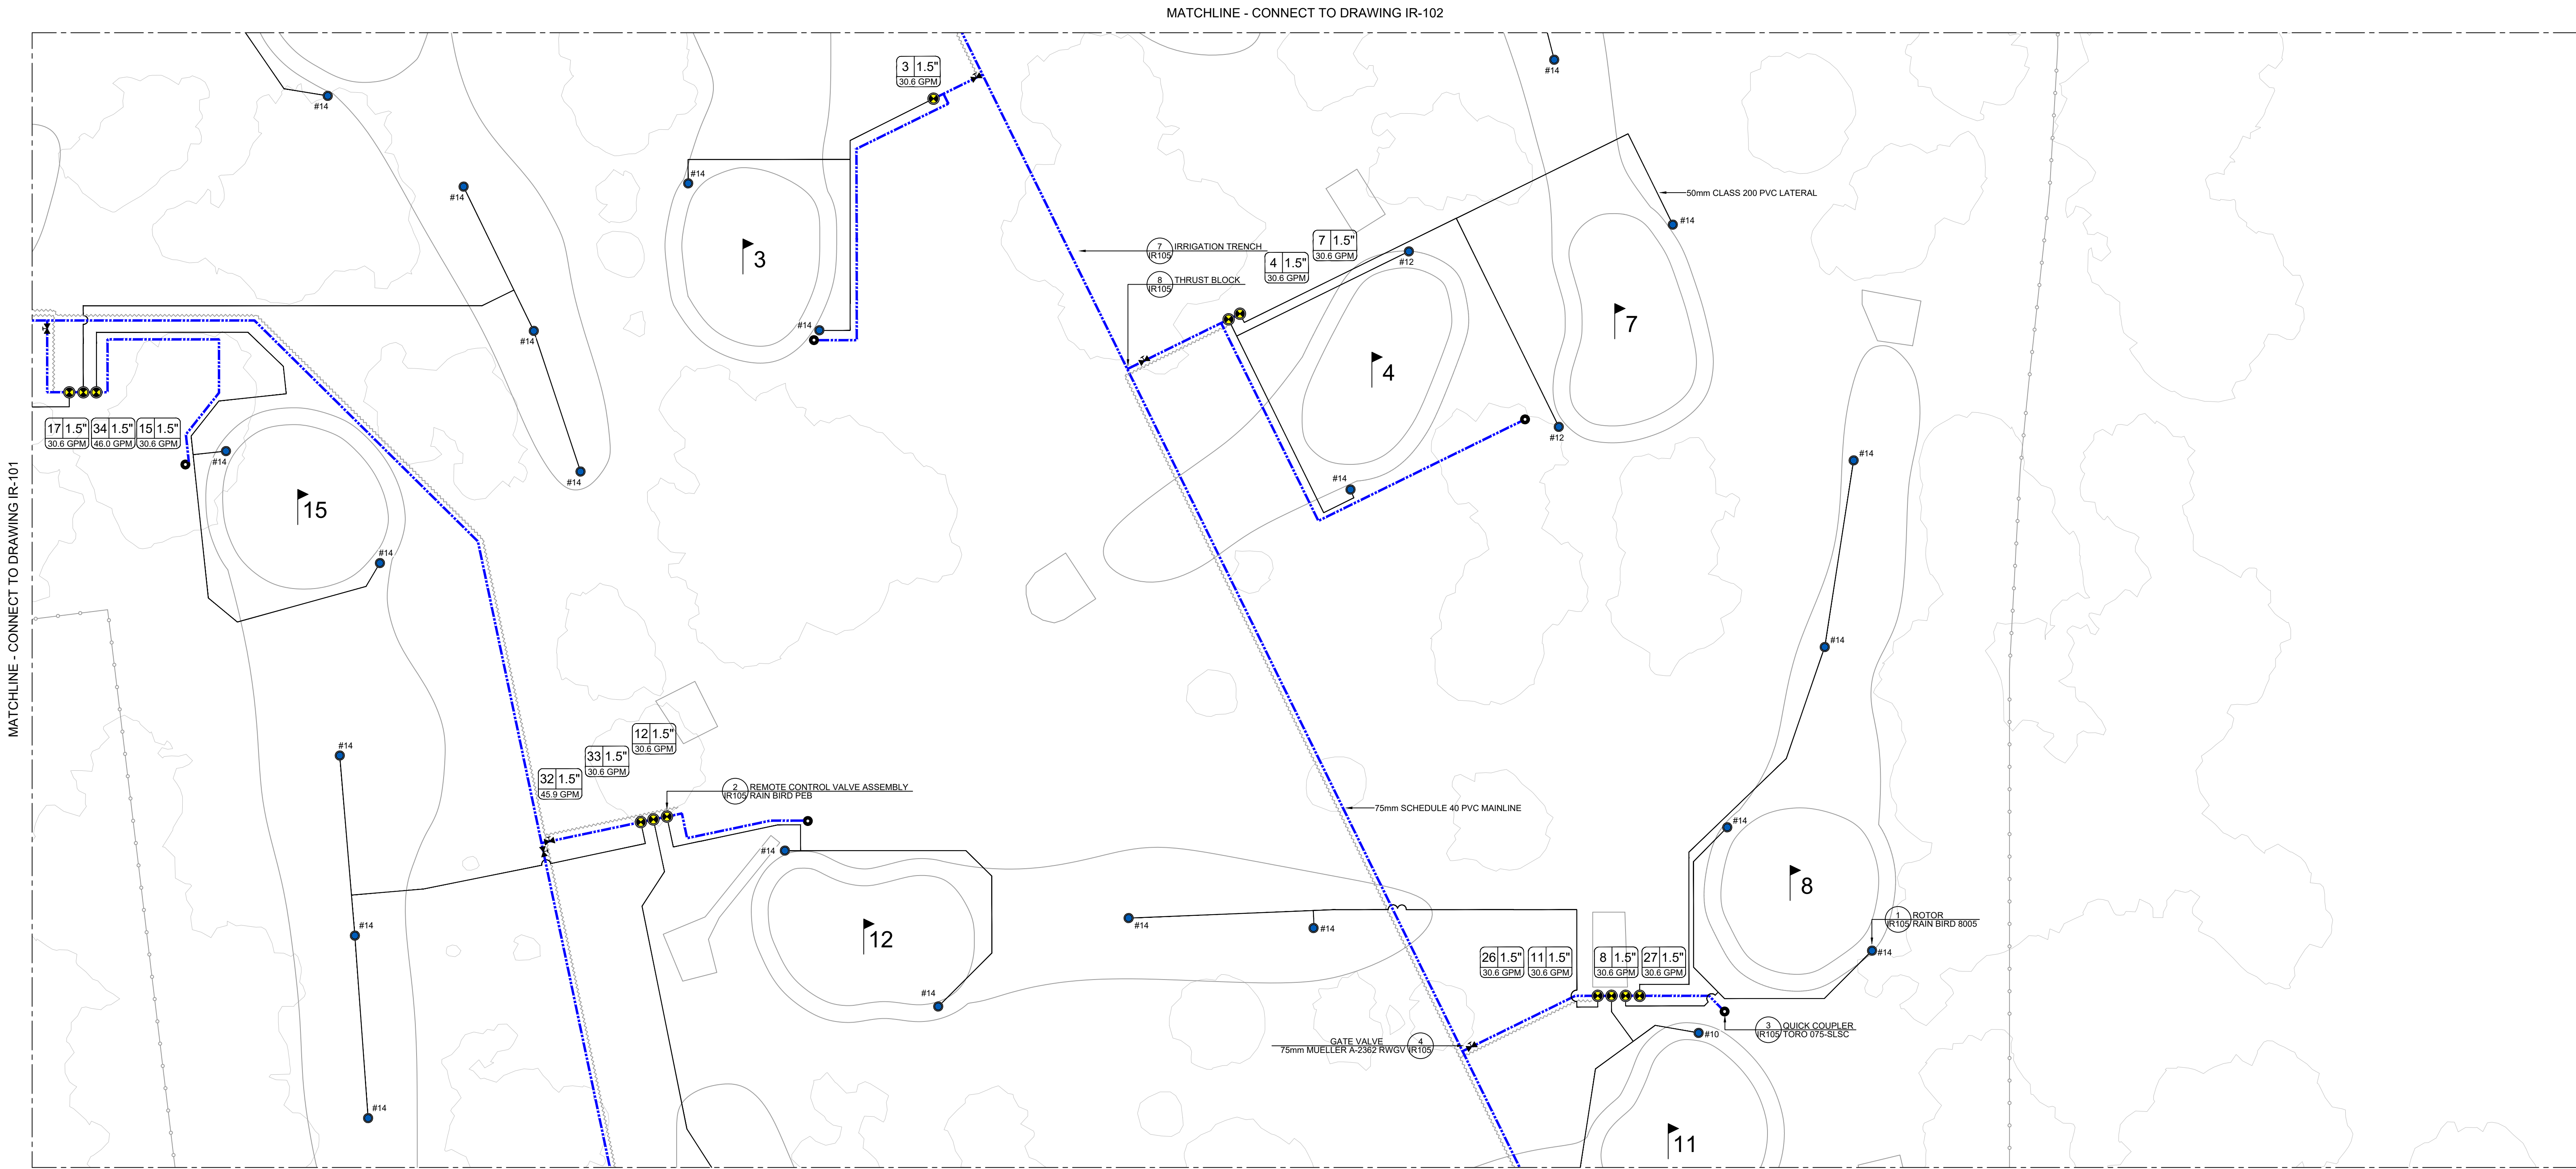 MATCHLINE - CONNECT TO DRAWING IR-102
MATCHLINE - CONNECT TO DRAWING IR-101
3 1.5"
30.6 GPM
#14
#14
#14
#14
50mm CLASS 200 PVC LATERAL
#14
7 IRRIGATION TRENCH
IR105
8 THRUST BLOCK
IR105
7 1.5"
30.6 GPM
4 1.5"
30.6 GPM
#12
3
7
#14
#14
4
17 1.5"
30.6 GPM
34 1.5"
46.0 GPM
15 1.5"
30.6 GPM
#12
#14
#14
#14
#14
15
#14
#14
12 1.5"
30.6 GPM
33 1.5"
30.6 GPM
32 1.5"
45.9 GPM
#14
2 REMOTE CONTROL VALVE ASSEMBLY
IR105 RAIN BIRD PEB
75mm SCHEDULE 40 PVC MAINLINE
#14
#14
8
1 ROTOR
IR105 RAIN BIRD 8005
#14
#14
#14
#14
12
26 1.5"
30.6 GPM
11 1.5"
30.6 GPM
8 1.5"
30.6 GPM
27 1.5"
30.6 GPM
#14
3 QUICK COUPLER
IR105 TORO 075-SLSC
#10
GATE VALVE 4
75mm MUELLER A-2362 RWGV IR105
#14
11